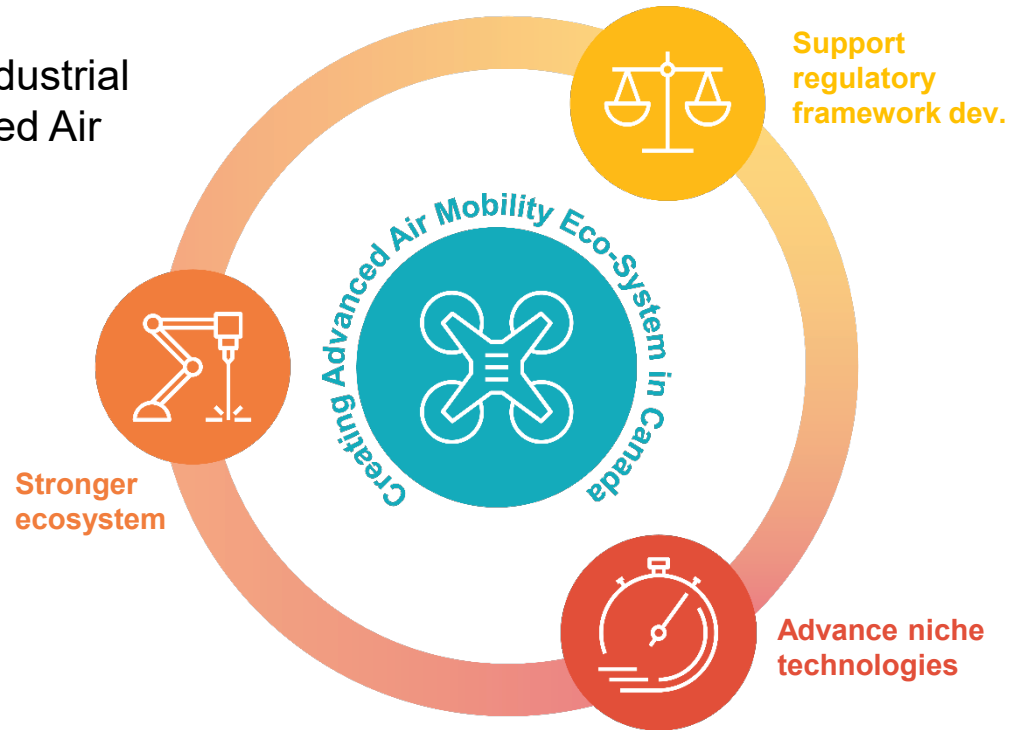 dustrial
ed Air
Support
regulatory
framework dev.
Creating Advanced Air Mobility Eco-System in Canada
Stronger
ecosystem
Advance niche
technologies